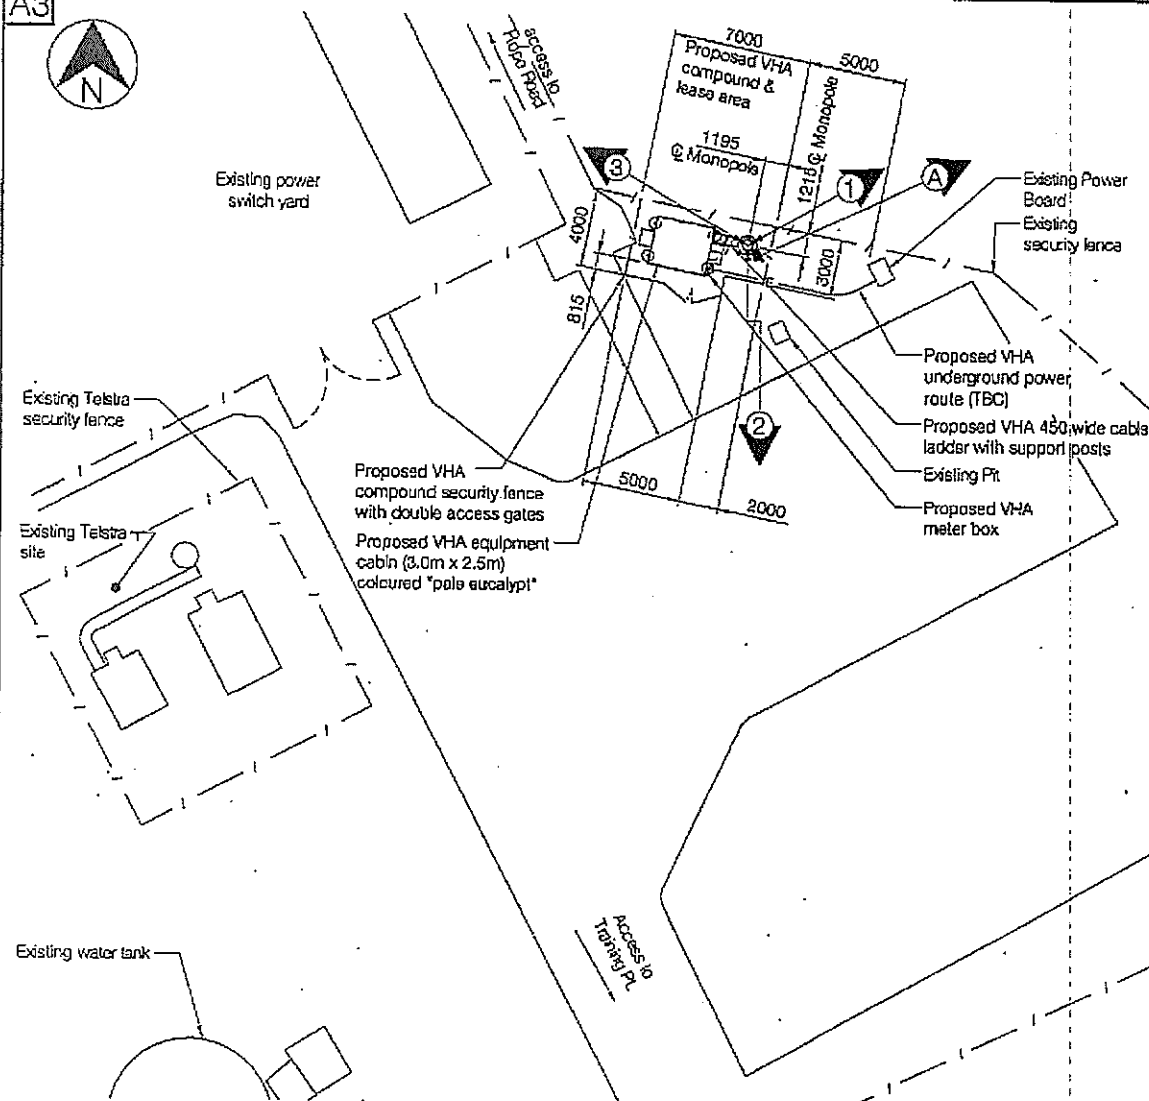 A3
N
access to
Pope Road
7000
Proposed VHA
compound &
lease area
5000
1195
℄ Monopole
1215 ℄ Monopole
3
1
A
Existing power
switch yard
4000
815
3000
Existing Power
Board
Existing
security fence
Proposed VHA
underground power
route (TBC)
Proposed VHA 450 wide cable
ladder with support posts
Existing Pit
Proposed VHA
meter box
2
Existing Telstra
security fence
Proposed VHA
compound security fence
with double access gates
5000
2000
Existing Telstra
site
Proposed VHA equipment
cabin (3.0m x 2.5m)
coloured "pale eucalypt"
Access to
Training Pt.
Existing water tank